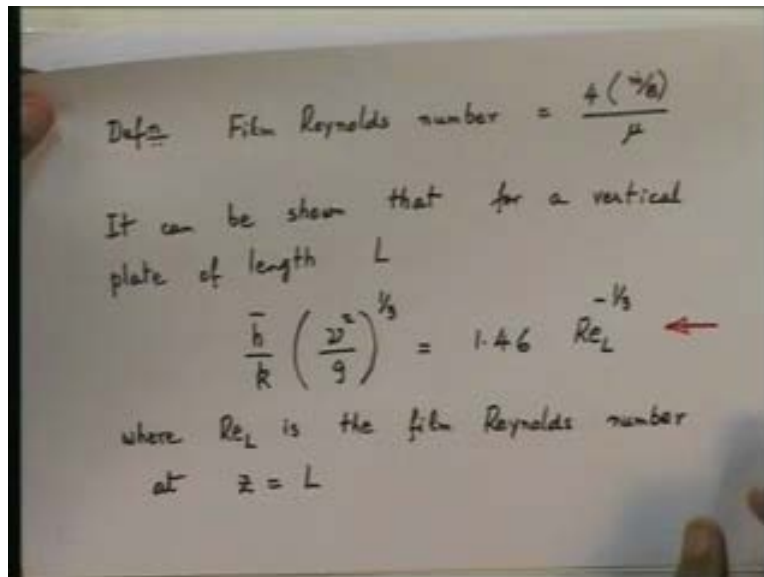 Defn Film Reynolds number = 4(ṁ/B)/μ
It can be shown that for a vertical
plate of length L
h̄/k (ν²/g)^1/3 = 1.46 Re_L^-1/3 ←
where Re_L is the film Reynolds number
at z = L